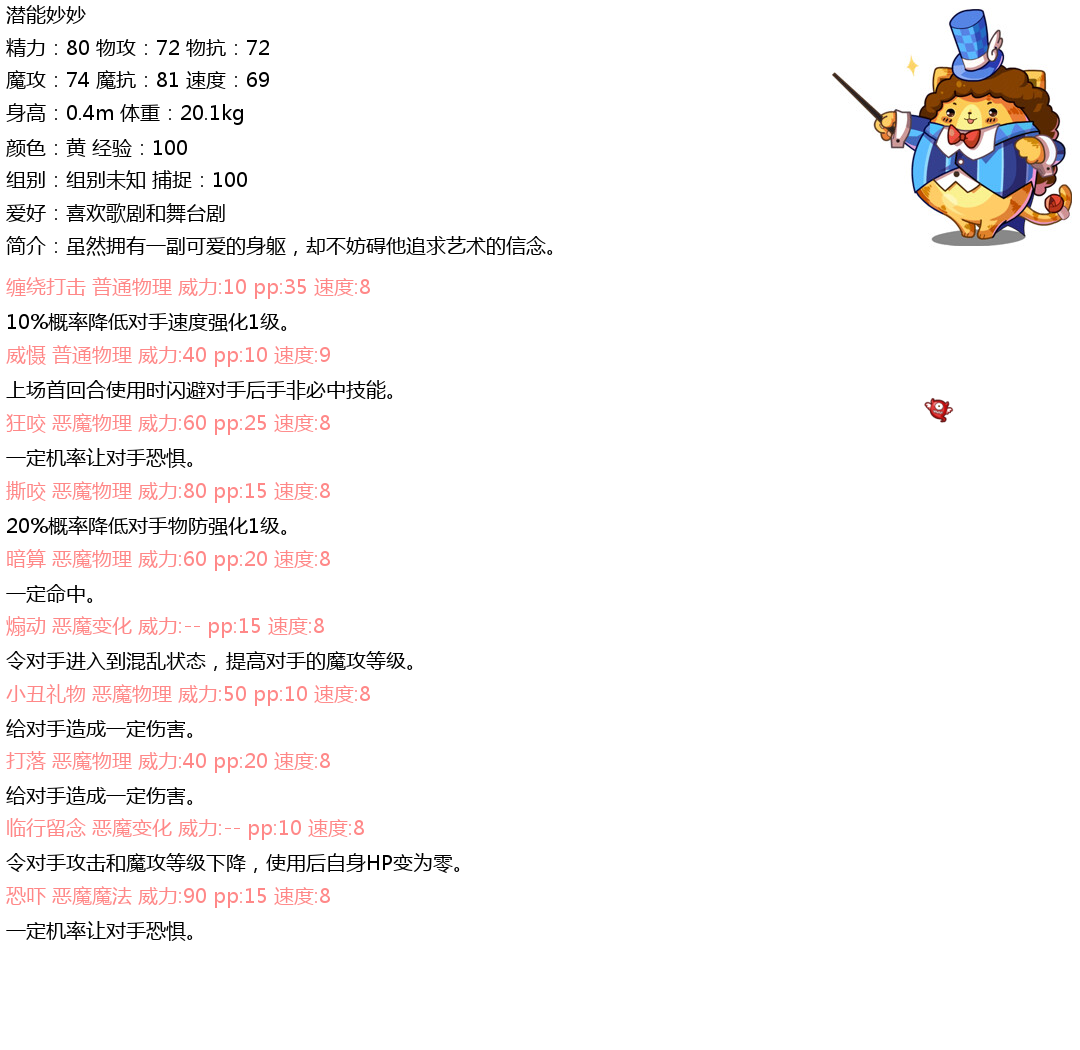 潜能妙妙
精力：80 物攻：72 物抗：72
魔攻：74 魔抗：81 速度：69
身高：0.4m 体重：20.1kg
颜色：黄 经验：100
组别：组别未知 捕捉：100
爱好：喜欢歌剧和舞台剧
简介：虽然拥有一副可爱的身躯，却不妨碍他追求艺术的信念。
缠绕打击 普通物理 威力:10 pp:35 速度:8
10%概率降低对手速度强化1级。
威慑 普通物理 威力:40 pp:10 速度:9
上场首回合使用时闪避对手后手非必中技能。
狂咬 恶魔物理 威力:60 pp:25 速度:8
一定机率让对手恐惧。
撕咬 恶魔物理 威力:80 pp:15 速度:8
20%概率降低对手物防强化1级。
暗算 恶魔物理 威力:60 pp:20 速度:8
一定命中。
煽动 恶魔变化 威力:-- pp:15 速度:8
令对手进入到混乱状态，提高对手的魔攻等级。
小丑礼物 恶魔物理 威力:50 pp:10 速度:8
给对手造成一定伤害。
打落 恶魔物理 威力:40 pp:20 速度:8
给对手造成一定伤害。
临行留念 恶魔变化 威力:-- pp:10 速度:8
令对手攻击和魔攻等级下降，使用后自身HP变为零。
恐吓 恶魔魔法 威力:90 pp:15 速度:8
一定机率让对手恐惧。